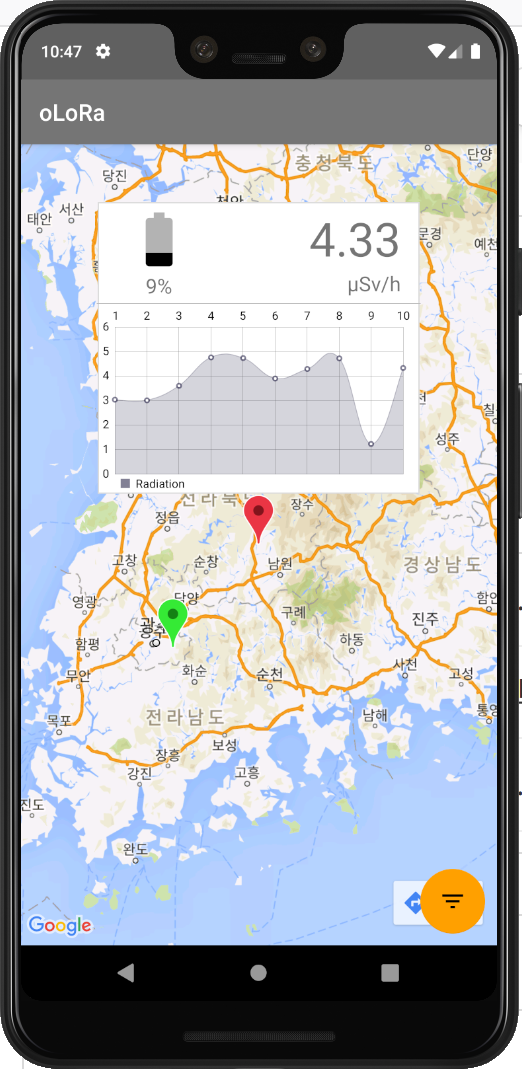 10:47
oLoRa
충청북도
단양
당진
서산
태안
천안
문경
예천
4.33
9%
μSv/h
1 2 3 4 5 6 7 8 9 10
6
5
4
3
2
1
0
Radiation
성주
전라북
장수
정읍
고창
순창
남원
경상남도
영광
담양
함안
광주
구례
진주
함평
하동
화순
순천
사천
고성
무안
통영
목포
전라남도
남해
보성
장흥
강진
고흥
진도
완도
Google